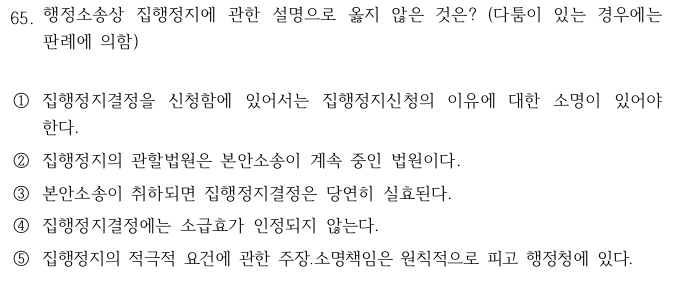 65. 행정소송상 집행정지에 관한 설명으로 옳지 않은 것은? (다툼이 있는 경우에는
판례에 의함)
① 집행정지결정을 신청함에 있어서는 집행정지신청의 이유에 대한 소명이 있어야
한다.
② 집행정지의 관할법원은 본안소송이 계속 중인 법원이다.
③ 본안소송이 취하되면 집행정지결정은 당연히 실효된다.
④ 집행정지결정에는 소급효가 인정되지 않는다.
⑤ 집행정지의 적극적 요건에 관한 주장.소명책임은 원칙적으로 피고 행정청에 있다.